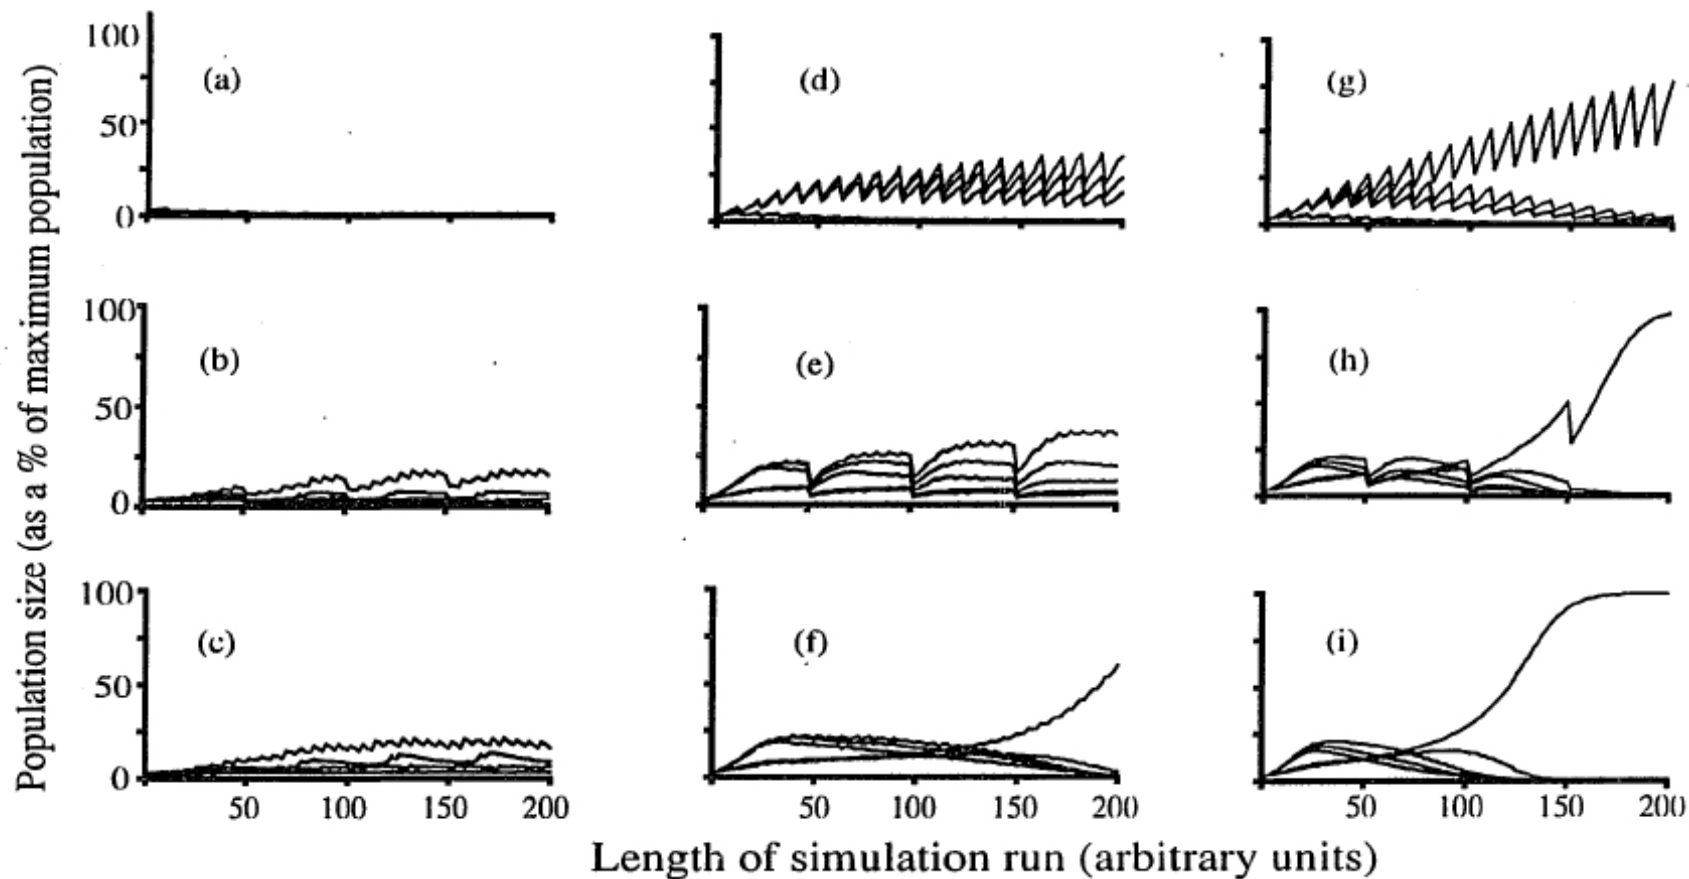 Population size (as a % of maximum population)
100
50
0
(a)
(d)
(g)
100
50
0
(b)
(e)
(h)
100
50
0
(c)
(f)
(i)
50 100 150 200
50 100 150 200
50 100 150 200
Length of simulation run (arbitrary units)